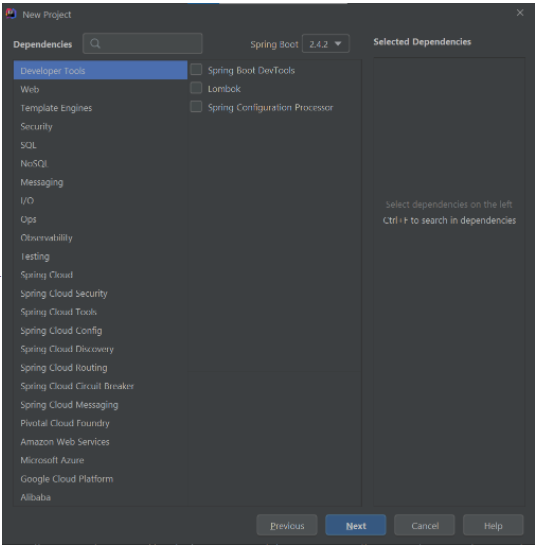 New Project
Dependencies
Spring Boot 2.4.2
Selected Dependencies
Developer Tools
Web
Template Engines
Security
SQL
NoSQL
Messaging
I/O
Ops
Observability
Testing
Spring Cloud
Spring Cloud Security
Spring Cloud Tools
Spring Cloud Config
Spring Cloud Discovery
Spring Cloud Routing
Spring Cloud Circuit Breaker
Spring Cloud Messaging
Pivotal Cloud Foundry
Amazon Web Services
Microsoft Azure
Google Cloud Platform
Alibaba
Spring Boot DevTools
Lombok
Spring Configuration Processor
Select dependencies on the left
Ctrl+F to search in dependencies
Previous
Next
Cancel
Help